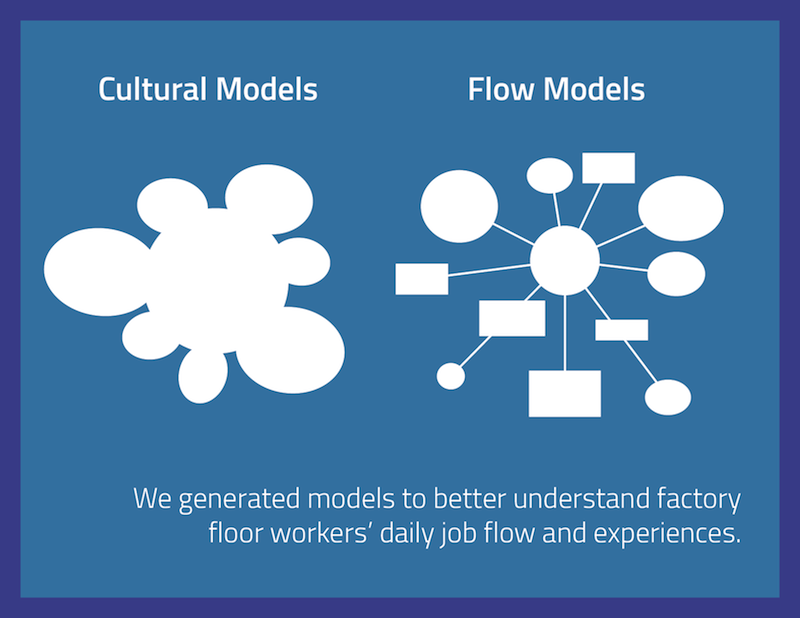 Cultural Models
Flow Models
We generated models to better understand factory
floor workers’ daily job flow and experiences.